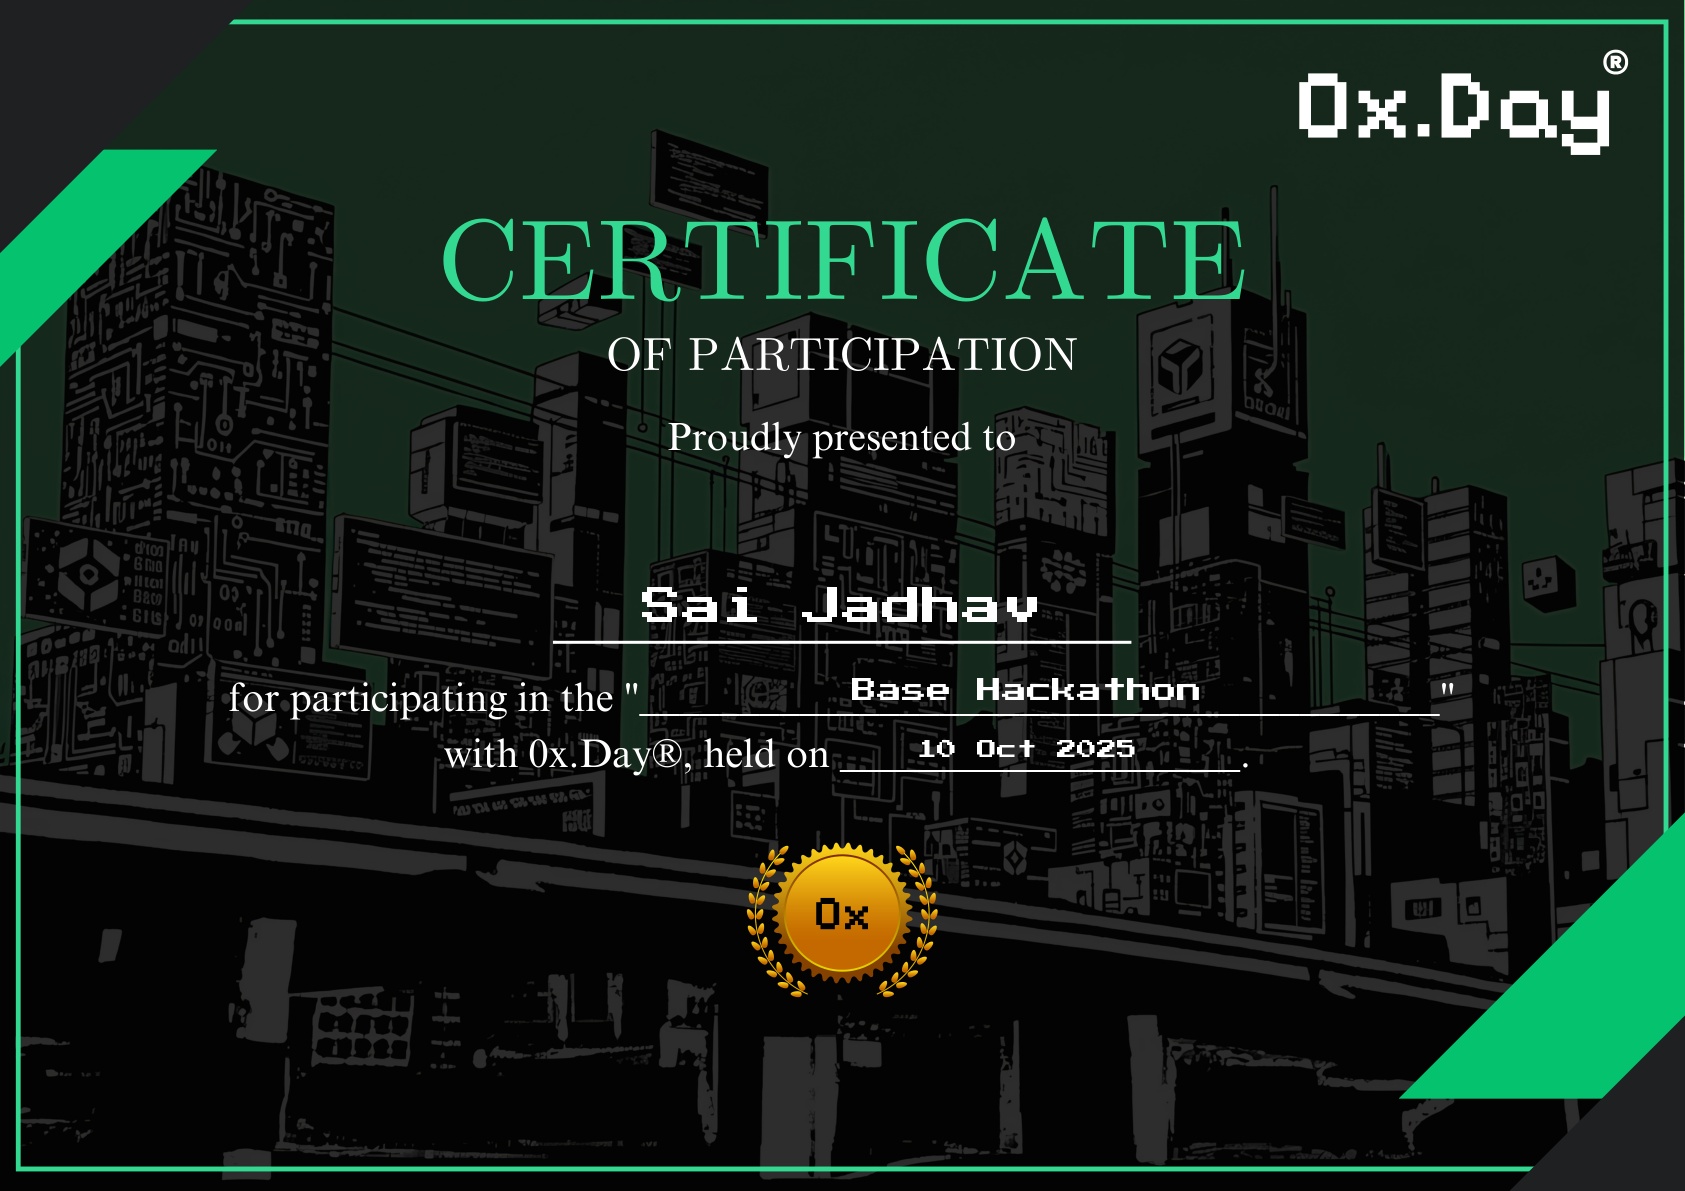 0x.Day®
CERTIFICATE
OF PARTICIPATION
Proudly presented to
Sai Jadhav
for participating in the "Base Hackathon"
with 0x.Day®, held on 10 Oct 2025.
0x